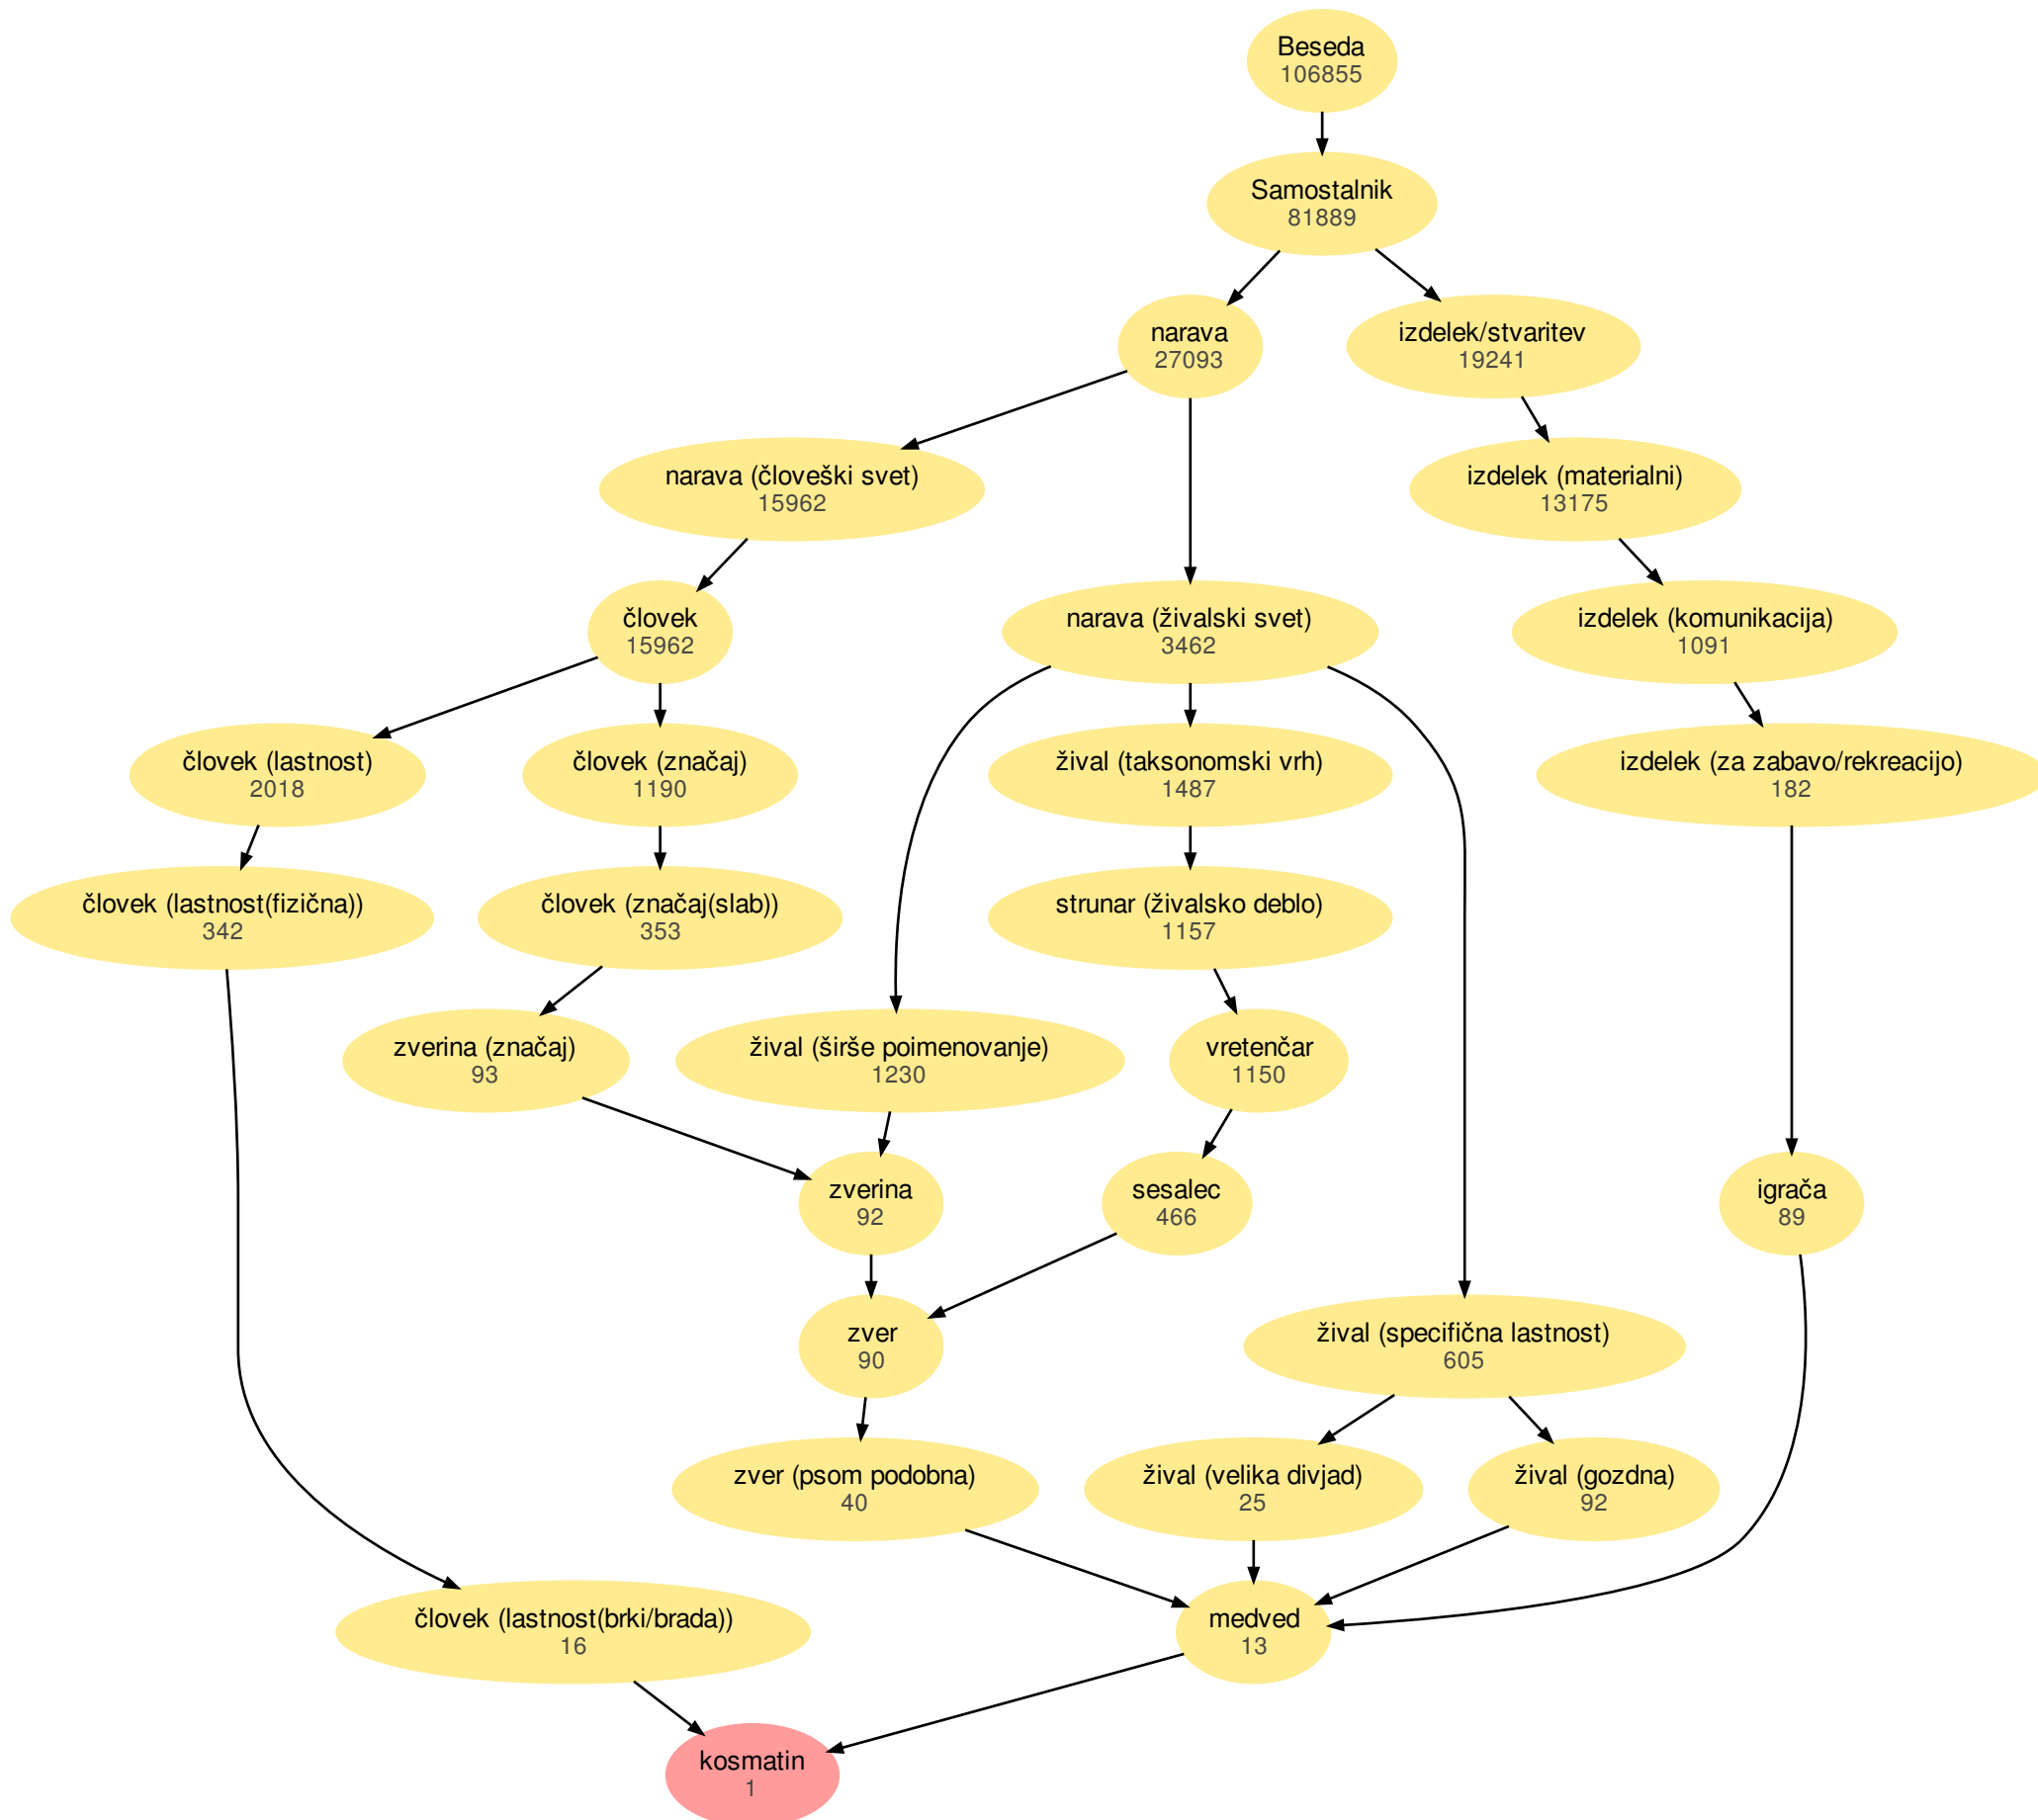 Beseda
106855
Samostalnik
81889
narava
27093
izdelek/stvaritev
19241
narava (človeški svet)
15962
izdelek (materialni)
13175
človek
15962
narava (živalski svet)
3462
izdelek (komunikacija)
1091
človek (lastnost)
2018
človek (značaj)
1190
žival (taksonomski vrh)
1487
izdelek (za zabavo/rekreacijo)
182
človek (lastnost(fizična))
342
človek (značaj(slab))
353
strunar (živalsko deblo)
1157
zverina (značaj)
93
žival (širše poimenovanje)
1230
vretenčar
1150
zverina
92
sesalec
466
igrača
89
zver
90
žival (specifična lastnost)
605
zver (psom podobna)
40
žival (velika divjad)
25
žival (gozdna)
92
človek (lastnost(brki/brada))
16
medved
13
kosmatin
1